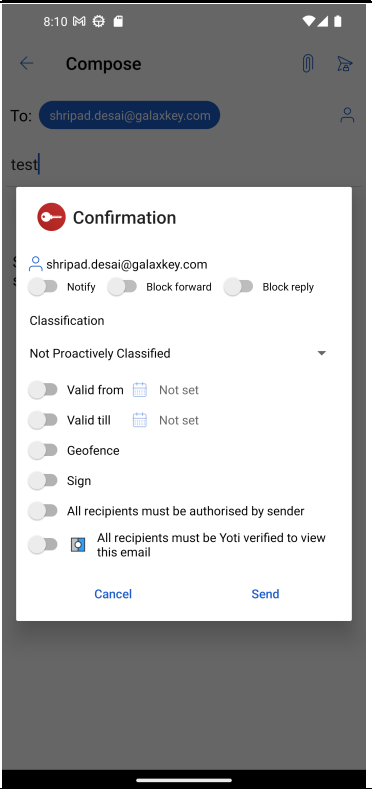 8:10
Compose
To: shripad.desai@galaxkey.com
test
Confirmation
shripad.desai@galaxkey.com
Notify Block forward Block reply
Classification
Not Proactively Classified
Valid from Not set
Valid till Not set
Geofence
Sign
All recipients must be authorised by sender
All recipients must be Yoti verified to view
this email
Cancel Send